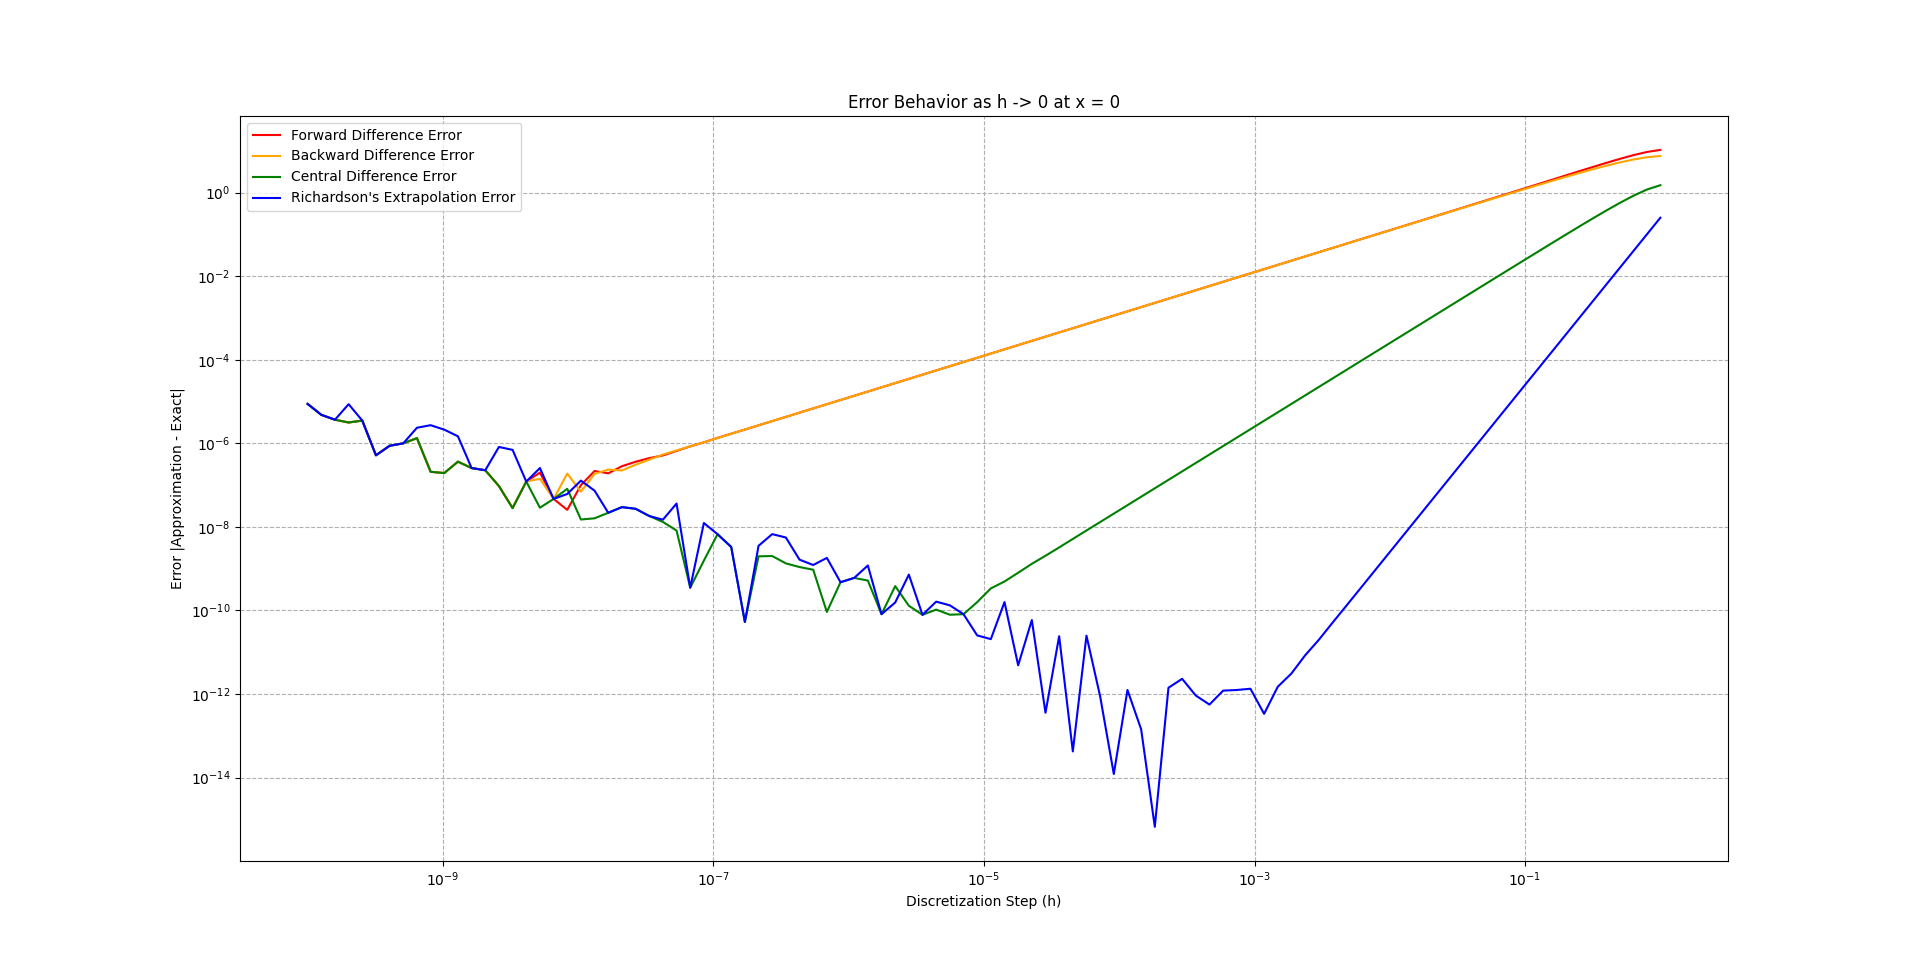 Error Behavior as h -> 0 at x = 0
Forward Difference Error
Backward Difference Error
Central Difference Error
Richardson's Extrapolation Error
Error |Approximation - Exact|
10⁰
10⁻²
10⁻⁴
10⁻⁶
10⁻⁸
10⁻¹⁰
10⁻¹²
10⁻¹⁴
10⁻⁹ 10⁻⁷ 10⁻⁵ 10⁻³ 10⁻¹
Discretization Step (h)